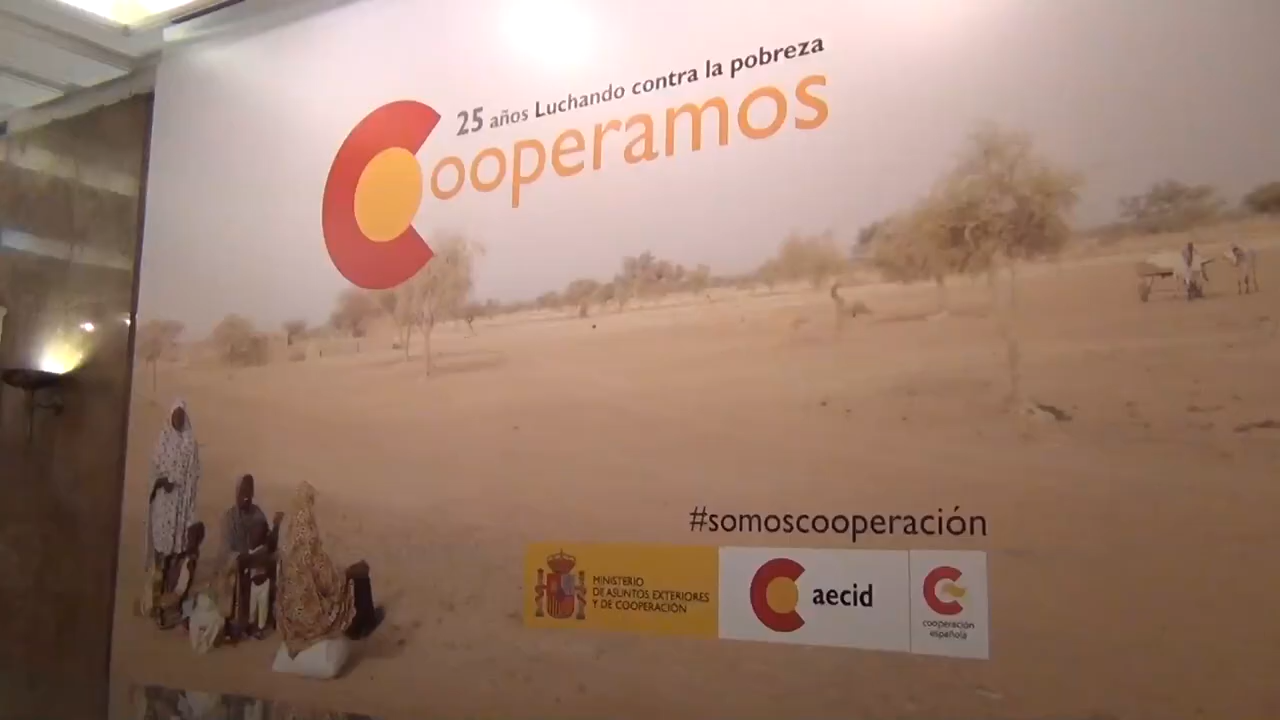 25 años Luchando contra la pobreza
Cooperamos
#somoscooperación
MINISTERIO
DE ASUNTOS EXTERIORES
Y DE COOPERACIÓN
aecid
cooperación
española